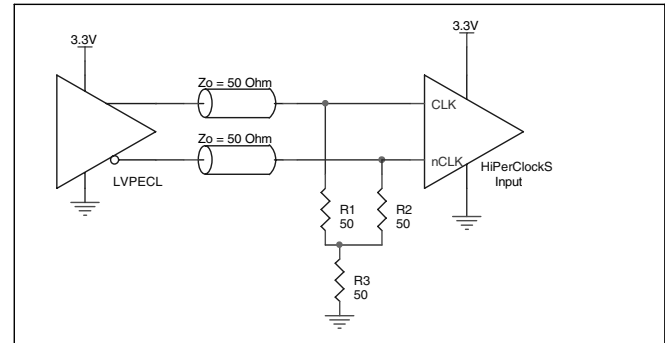 3.3V
3.3V
Zo = 50 Ohm
CLK
Zo = 50 Ohm
nCLK
HiPerClockS
Input
LVPECL
R1
50
R2
50
R3
50